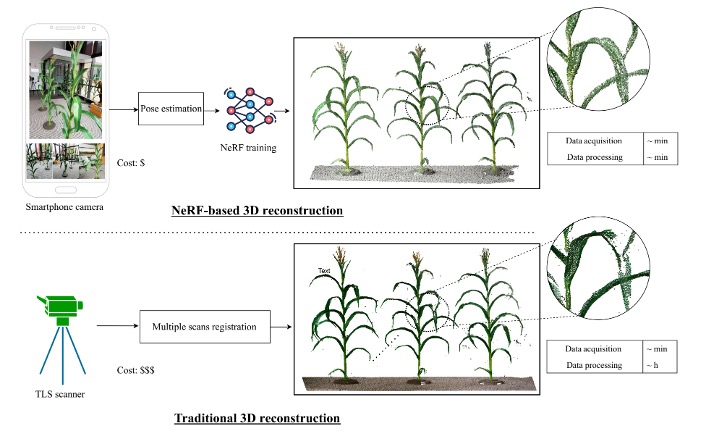 Pose estimation
NeRF training
Cost: $
Smartphone camera
Data acquisition ~ min
Data processing ~ min
NeRF-based 3D reconstruction
Text
Multiple scans registration
Cost: $$$
TLS scanner
Data acquisition ~ min
Data processing ~ h
Traditional 3D reconstruction